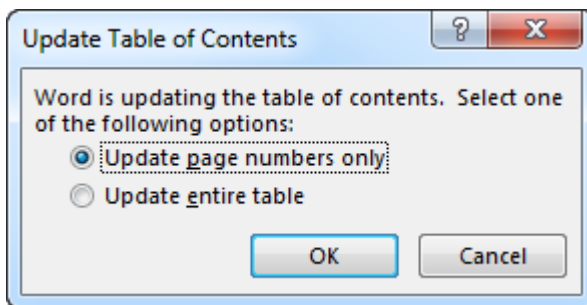 Update Table of Contents
?
Word is updating the table of contents. Select one
of the following options:
Update page numbers only
Update entire table
OK
Cancel